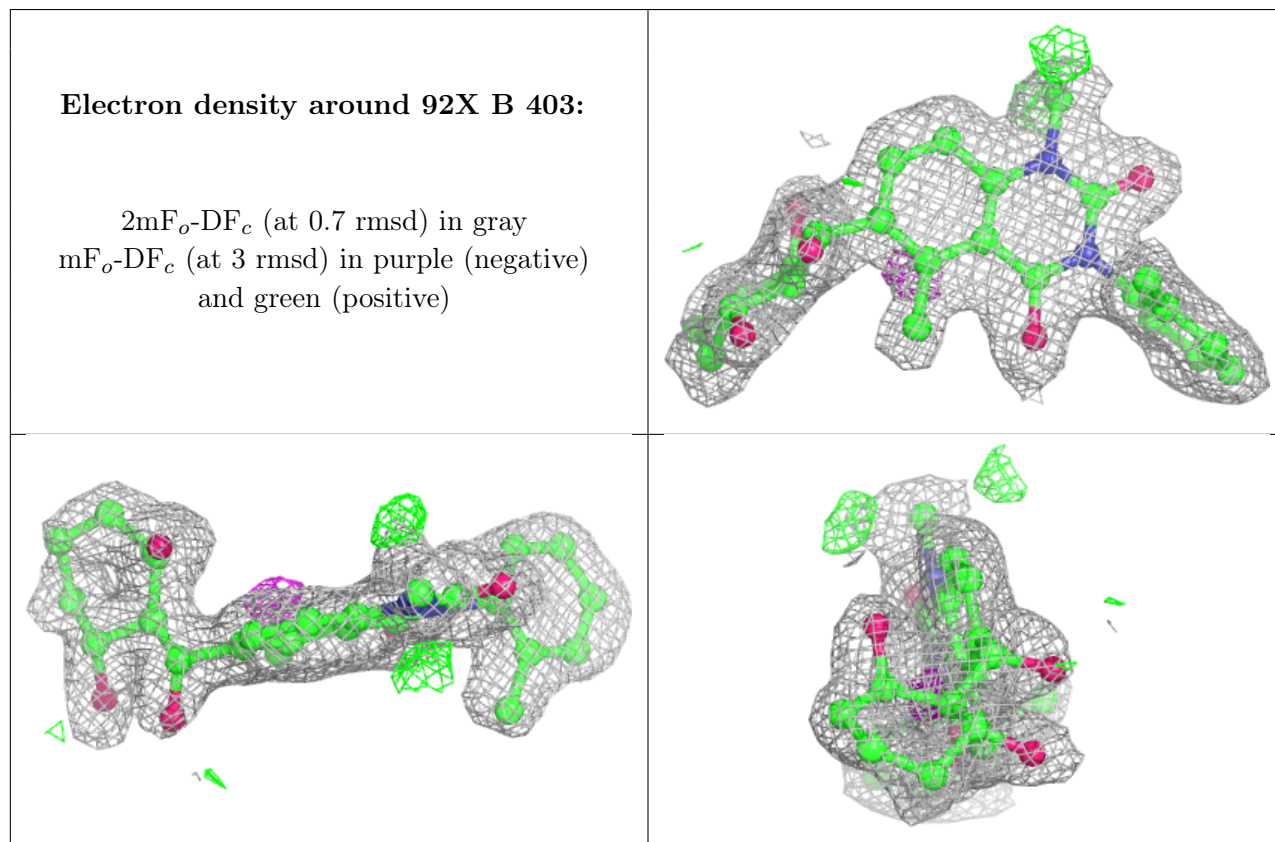 Electron density around 92X B 403:
2mFo-DFc (at 0.7 rmsd) in gray
mFo-DFc (at 3 rmsd) in purple (negative)
and green (positive)